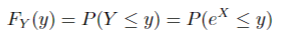 F_Y(y) = P(Y ≤ y) = P(e^X ≤ y)